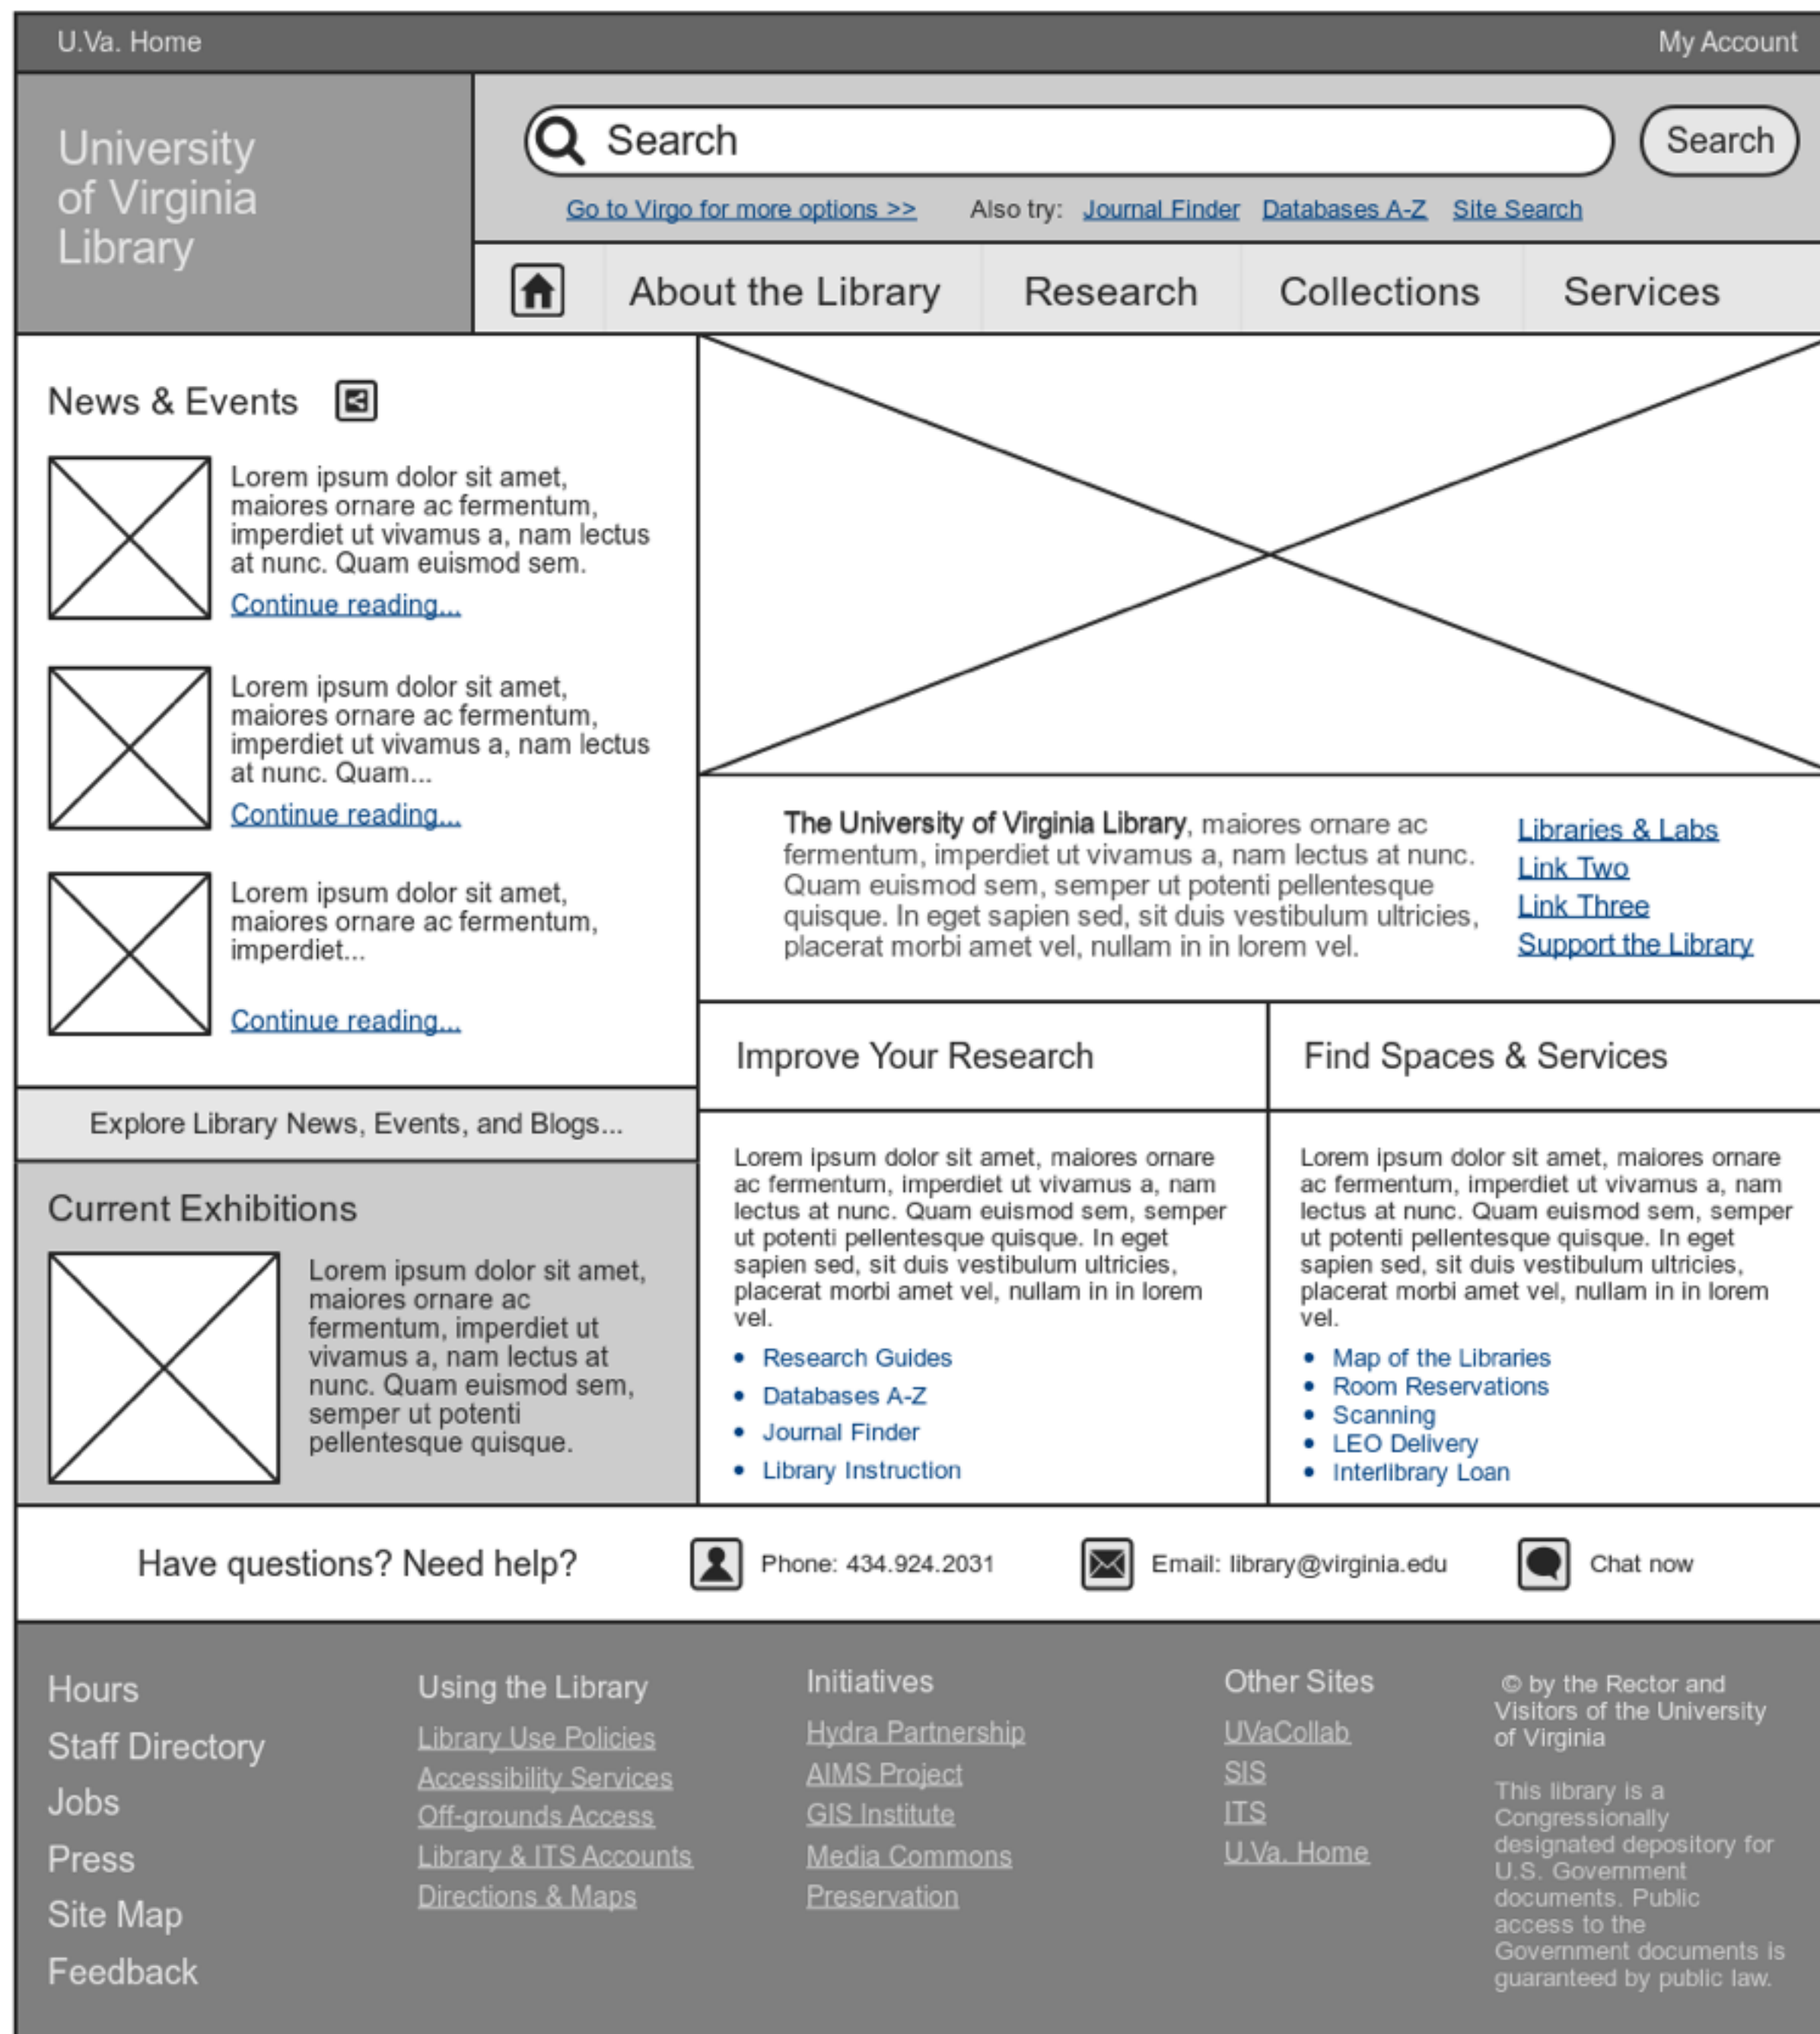 U.Va. Home
My Account
University
of Virginia
Library
Search
Search
Go to Virgo for more options >>
Also try: Journal Finder Databases A-Z Site Search
About the Library
Research
Collections
Services
News & Events
Lorem ipsum dolor sit amet,
maiores ornare ac fermentum,
imperdiet ut vivamus a, nam lectus
at nunc. Quam euismod sem.
Continue reading...
Lorem ipsum dolor sit amet,
maiores ornare ac fermentum,
imperdiet ut vivamus a, nam lectus
at nunc. Quam...
Continue reading...
Lorem ipsum dolor sit amet,
maiores ornare ac fermentum,
imperdiet...
Continue reading...
Explore Library News, Events, and Blogs...
Current Exhibitions
Lorem ipsum dolor sit amet,
maiores ornare ac
fermentum, imperdiet ut
vivamus a, nam lectus at
nunc. Quam euismod sem,
semper ut potenti
pellentesque quisque.
The University of Virginia Library, maiores ornare ac
fermentum, imperdiet ut vivamus a, nam lectus at nunc.
Quam euismod sem, semper ut potenti pellentesque
quisque. In eget sapien sed, sit duis vestibulum ultricies,
placerat morbi amet vel, nullam in in lorem vel.
Libraries & Labs
Link Two
Link Three
Support the Library
Improve Your Research
Lorem ipsum dolor sit amet, maiores ornare
ac fermentum, imperdiet ut vivamus a, nam
lectus at nunc. Quam euismod sem, semper
ut potenti pellentesque quisque. In eget
sapien sed, sit duis vestibulum ultricies,
placerat morbi amet vel, nullam in in lorem
vel.
• Research Guides
• Databases A-Z
• Journal Finder
• Library Instruction
Find Spaces & Services
Lorem ipsum dolor sit amet, maiores ornare
ac fermentum, imperdiet ut vivamus a, nam
lectus at nunc. Quam euismod sem, semper
ut potenti pellentesque quisque. In eget
sapien sed, sit duis vestibulum ultricies,
placerat morbi amet vel, nullam in in lorem
vel.
• Map of the Libraries
• Room Reservations
• Scanning
• LEO Delivery
• Interlibrary Loan
Have questions? Need help?
Phone: 434.924.2031
Email: library@virginia.edu
Chat now
Hours
Staff Directory
Jobs
Press
Site Map
Feedback
Using the Library
Library Use Policies
Accessibility Services
Off-grounds Access
Library & ITS Accounts
Directions & Maps
Initiatives
Hydra Partnership
AIMS Project
GIS Institute
Media Commons
Preservation
Other Sites
UVaCollab
SIS
ITS
U.Va. Home
© by the Rector and
Visitors of the University
of Virginia
This library is a
Congressionally
designated depository for
U.S. Government
documents. Public
access to the
Government documents is
guaranteed by public law.